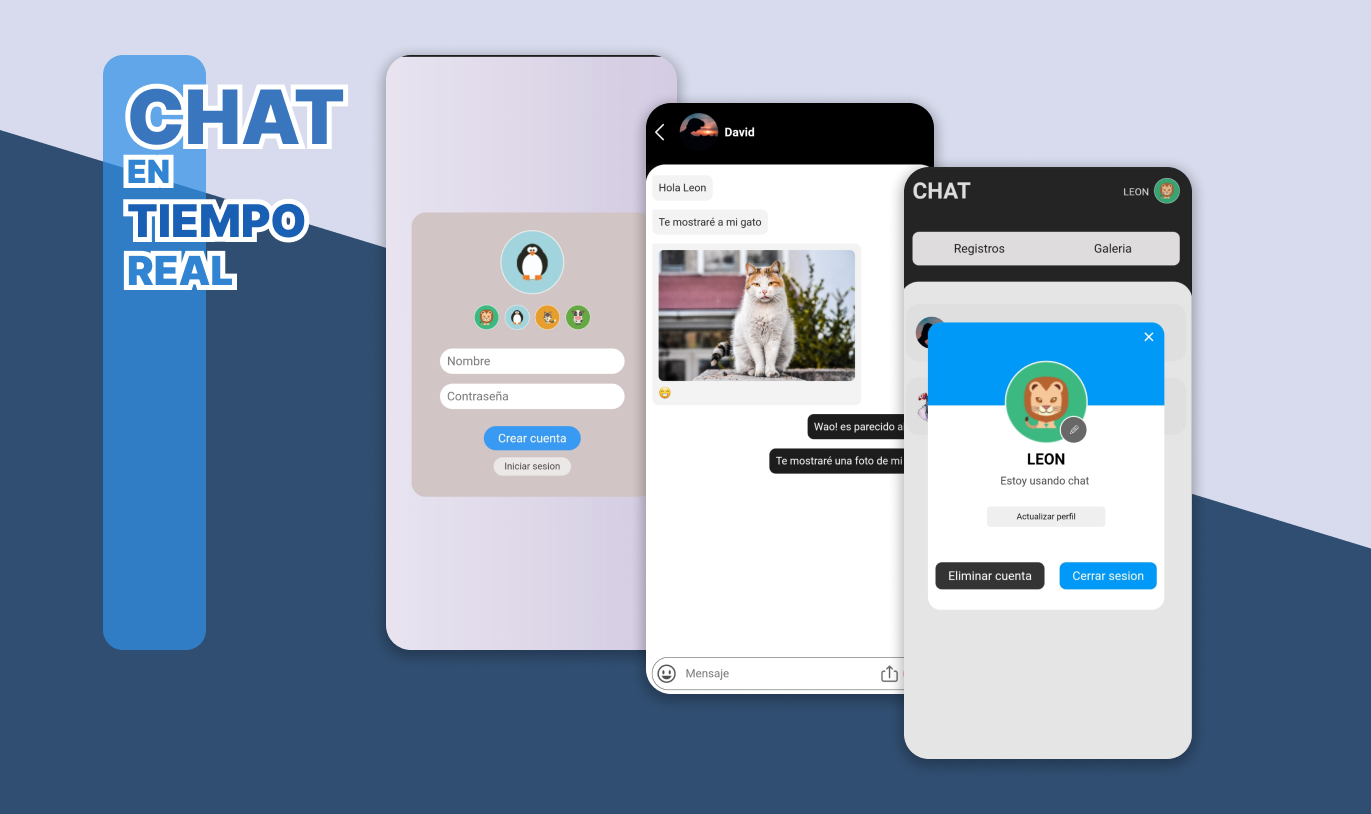 CHAT
EN
TIEMPO
REAL
Nombre
Contraseña
Crear cuenta
Iniciar sesion
David
Hola Leon
Te mostraré a mi gato
Wao! es parecido a
Te mostraré una foto de mi
Mensaje
CHAT
LEON
Registros
Galeria
LEON
Estoy usando chat
Actualizar perfil
Eliminar cuenta
Cerrar sesion